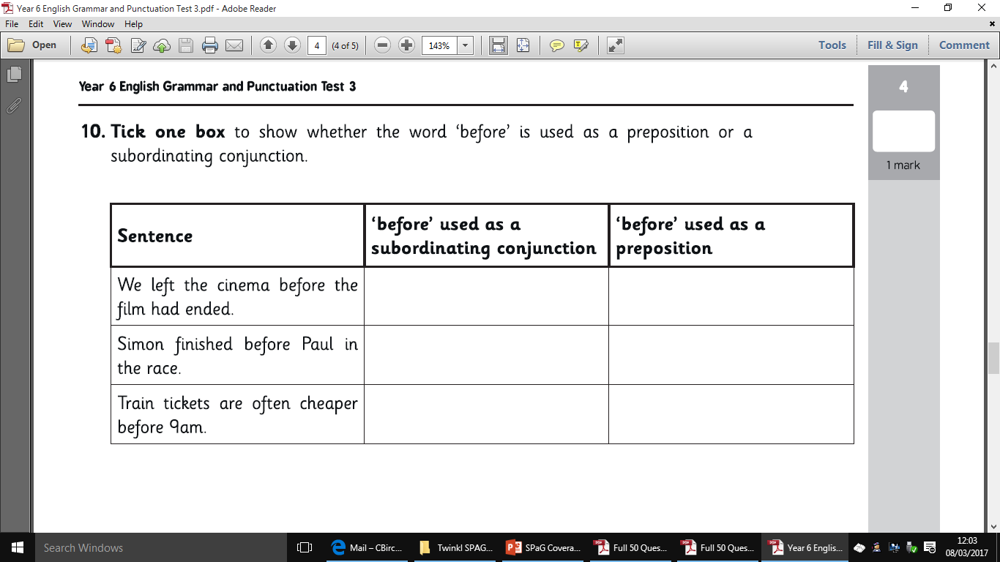 Year 6 English Grammar and Punctuation Test 3.pdf - Adobe Reader
File Edit View Window Help
Open 4 (4 of 5) 143% Tools Fill & Sign Comment
Year 6 English Grammar and Punctuation Test 3
4
10. Tick one box to show whether the word ‘before’ is used as a preposition or a
subordinating conjunction.
1 mark
Sentence
‘before’ used as a
subordinating conjunction
‘before’ used as a
preposition
We left the cinema before the
film had ended.
Simon finished before Paul in
the race.
Train tickets are often cheaper
before 9am.
Search Windows
Mail – CBirc...
Twinkl SPAG...
SPaG Covera...
Full 50 Ques...
Full 50 Ques...
Year 6 Englis...
12:03
08/03/2017